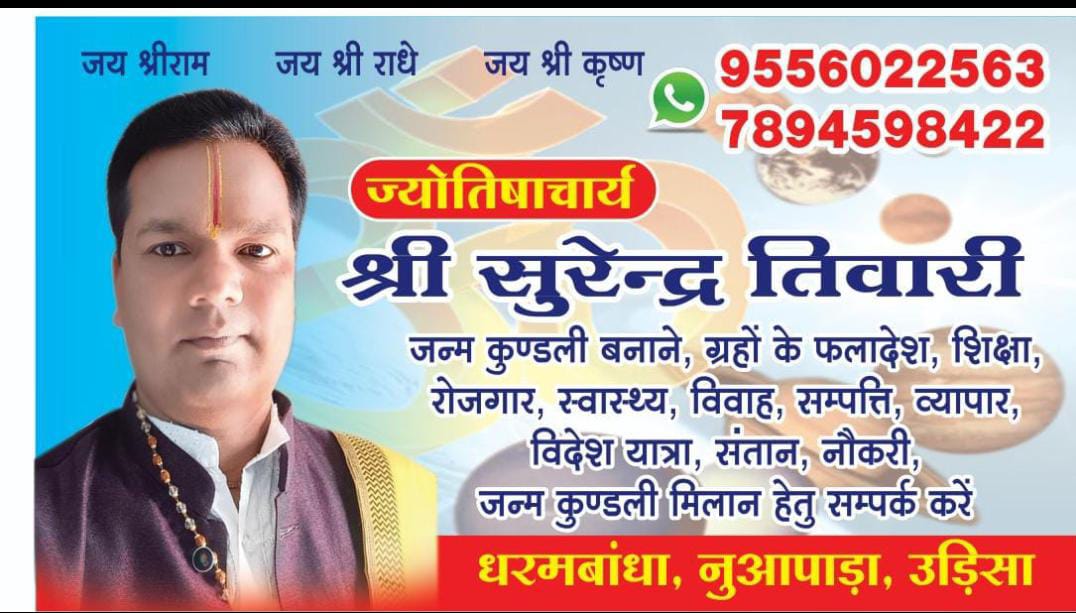 जय श्रीराम जय श्री राधे जय श्री कृष्ण
9556022563
7894598422
ज्योतिषाचार्य
श्री सुरेन्द्र तिवारी
जन्म कुण्डली बनाने, ग्रहों के फलादेश, शिक्षा,
रोजगार, स्वास्थ्य, विवाह, सम्पत्ति, व्यापार,
विदेश यात्रा, संतान, नौकरी,
जन्म कुण्डली मिलान हेतु सम्पर्क करें
धरमबांधा, नुआपाड़ा, उड़िसा